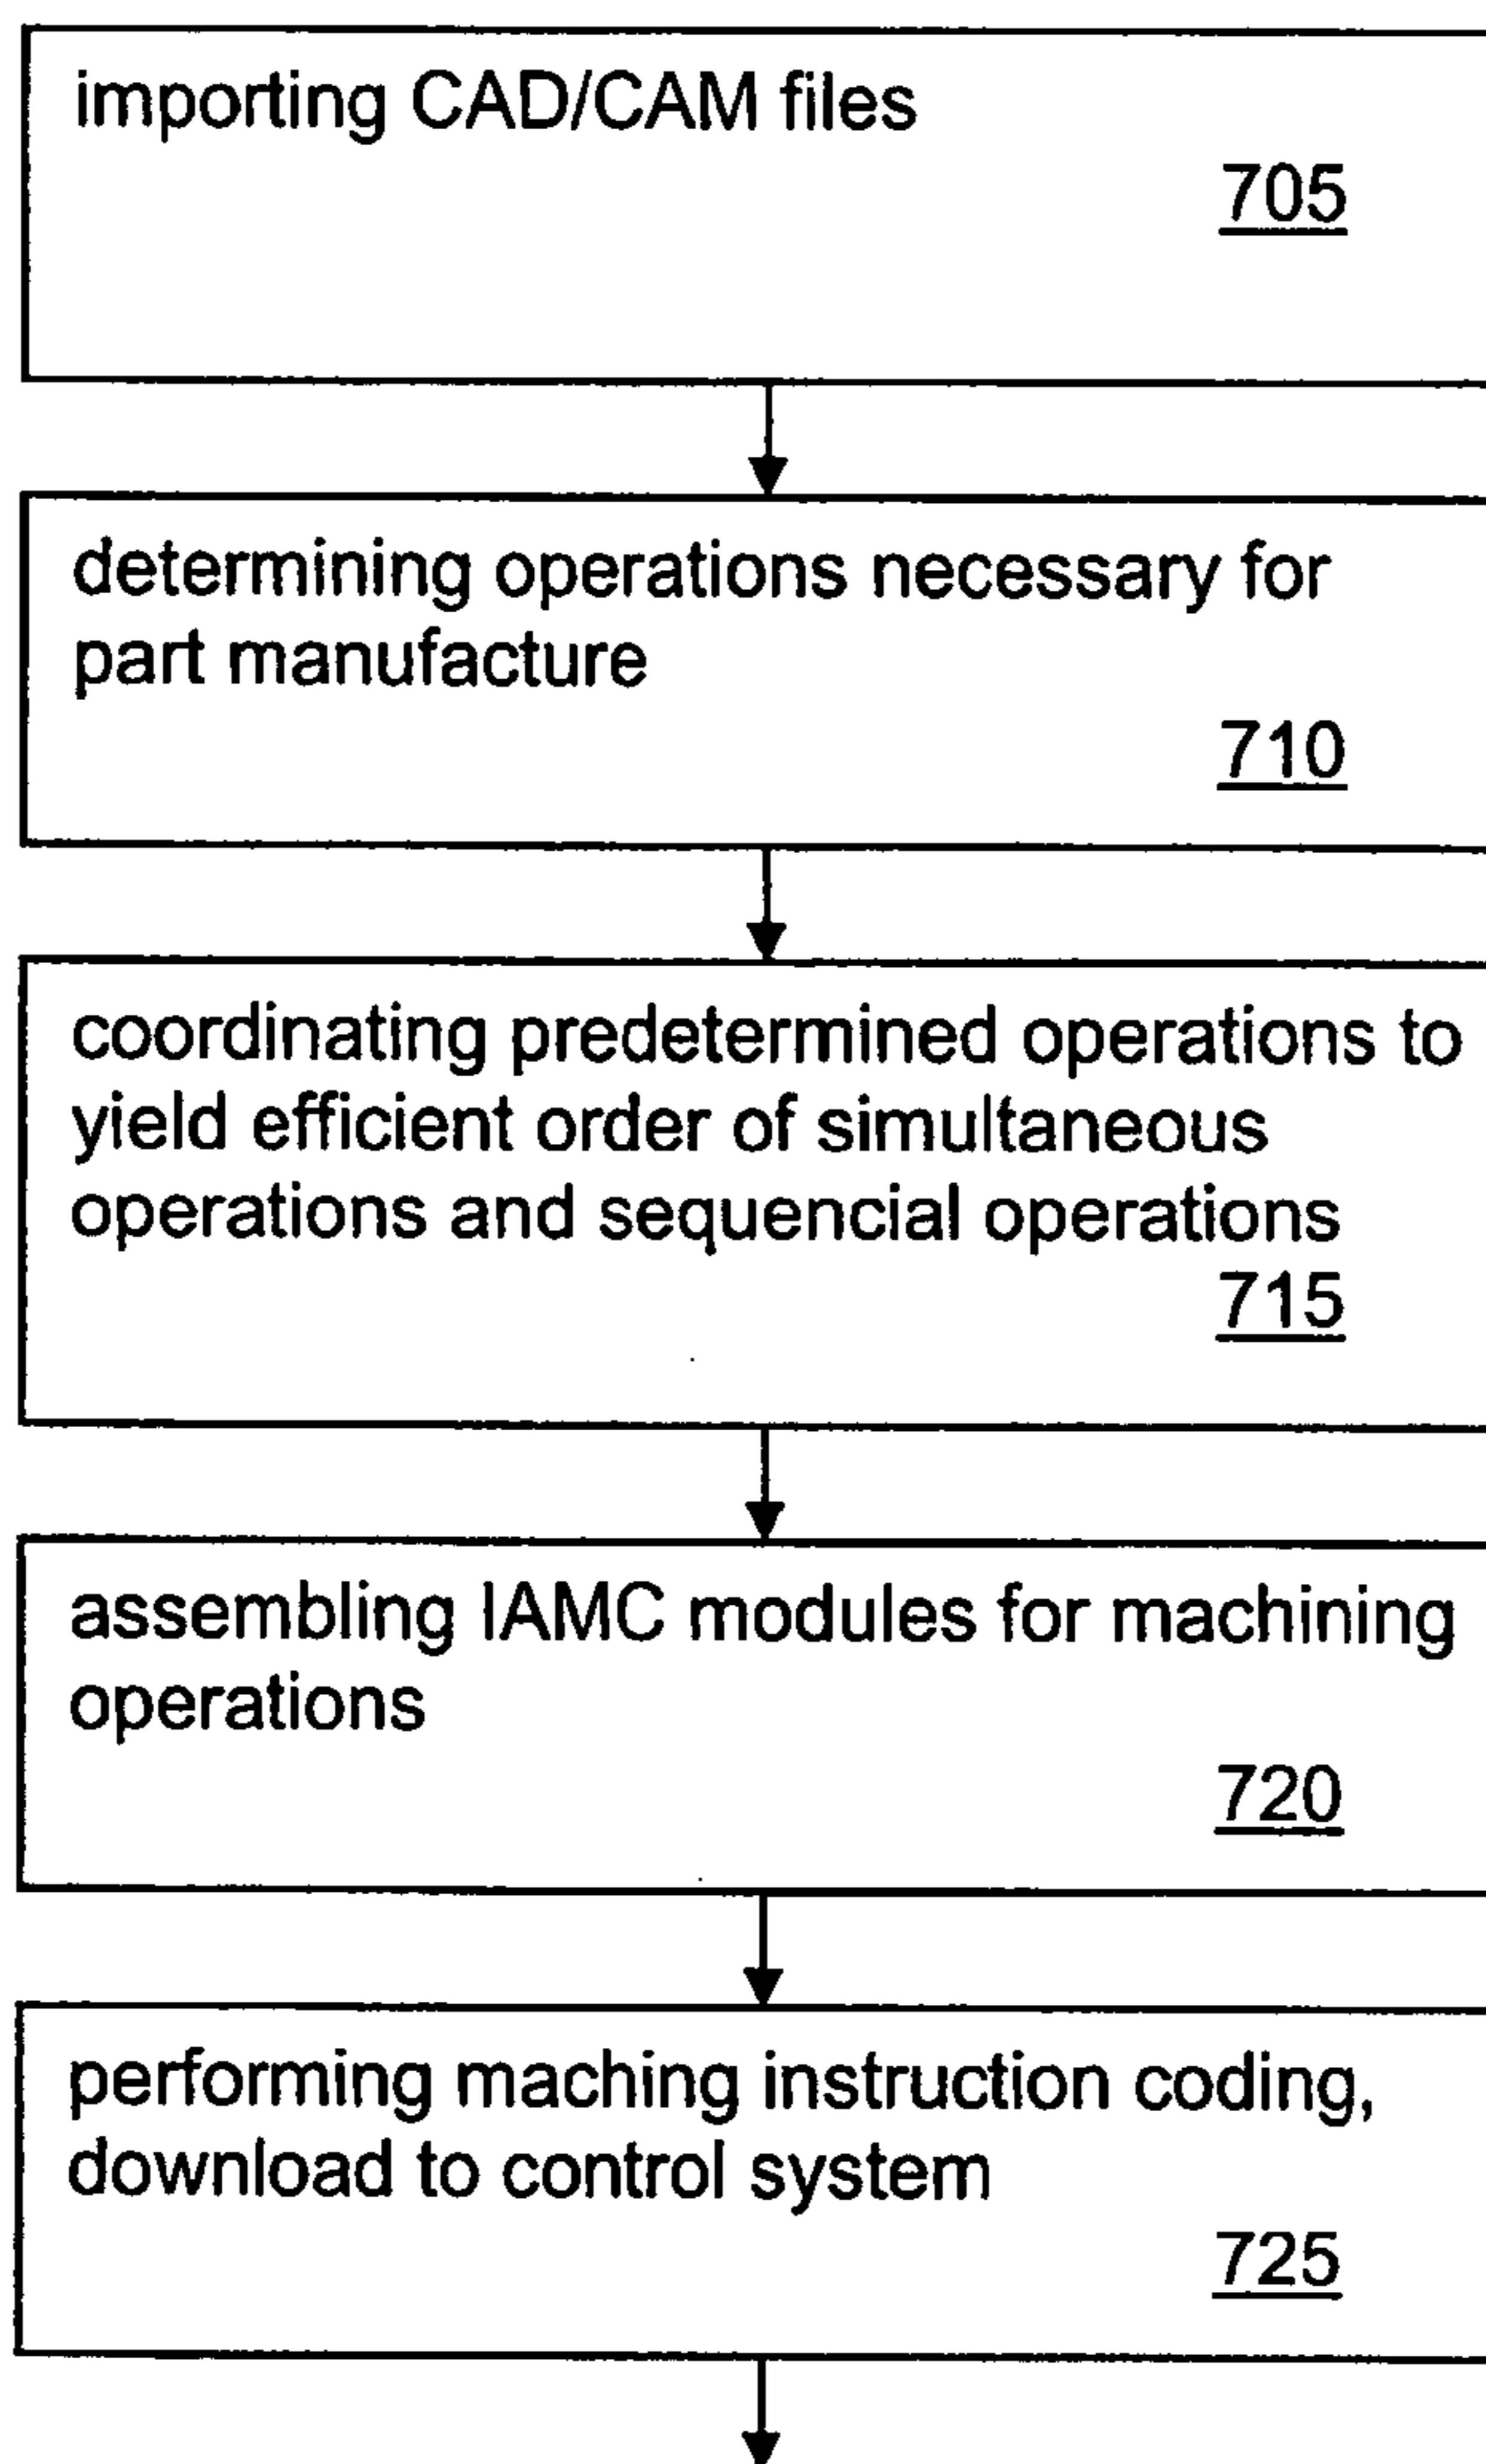 importing CAD/CAM files
705
determining operations necessary for
part manufacture
710
coordinating predetermined operations to
yield efficient order of simultaneous
operations and sequencial operations
715
assembling IAMC modules for machining
operations
720
performing maching instruction coding,
download to control system
725